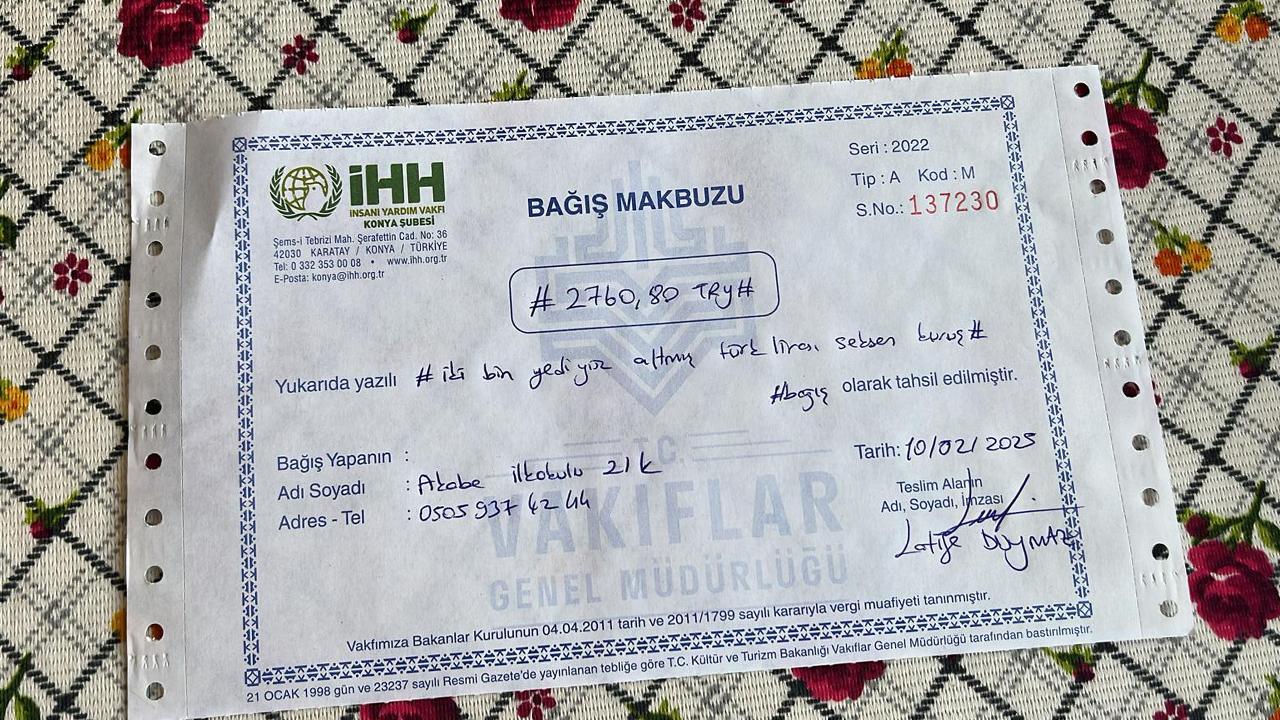 İHH
İNSANİ YARDIM VAKFI
KONYA ŞUBESİ
Şems-i Tebrizi Mah. Şerafettin Cad. No: 36
42030 KARATAY / KONYA / TÜRKİYE
Tel: 0 332 353 00 08 • www.ihh.org.tr
E-Posta: konya@ihh.org.tr
BAĞIŞ MAKBUZU
Seri : 2022
Tip : A Kod : M
S.No.: 137230
# 2760,80 TRY#
Yukarıda yazılı # iki bin yediyüz altmış türk lirası seksen kuruş#
#bağış olarak tahsil edilmiştir.
Bağış Yapanın :
Adı Soyadı : Akabe ilkokulu 21k
Adres - Tel : 0505 937 42 44
Tarih: 10/02/2025
Teslim Alanın
Adı, Soyadı, İmzası
Latife DUYMAZ
T.C.
VAKIFLAR
GENEL MÜDÜRLÜĞÜ
Vakfımıza Bakanlar Kurulunun 04.04.2011 tarih ve 2011/1799 sayılı kararıyla vergi muafiyeti tanınmıştır.
21 OCAK 1998 gün ve 23237 sayılı Resmi Gazete'de yayınlanan tebliğe göre T.C. Kültür ve Turizm Bakanlığı Vakıflar Genel Müdürlüğü tarafından bastırılmıştır.